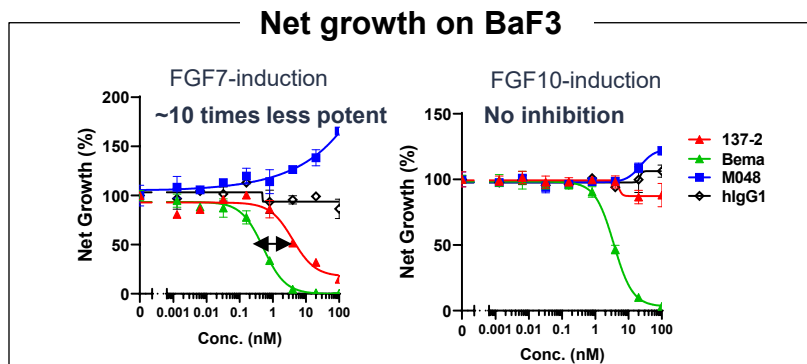 Net growth on BaF3
FGF7-induction
~10 times less potent
Net Growth (%)
200
150
100
50
0
0
0.001
0.01
0.1
1
10
100
Conc. (nM)
FGF10-induction
No inhibition
Net Growth (%)
150
100
50
0
0
0.001
0.01
0.1
1
10
100
Conc. (nM)
137-2
Bema
M048
hIgG1